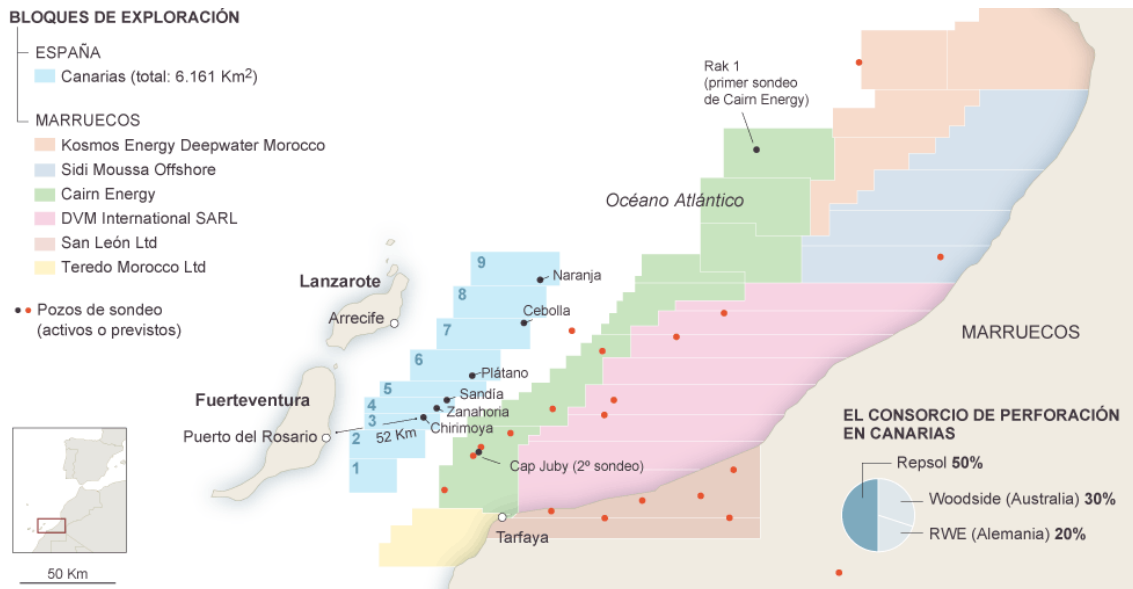 BLOQUES DE EXPLORACIÓN
ESPAÑA
Canarias (total: 6.161 Km2)
MARRUECOS
Kosmos Energy Deepwater Morocco
Sidi Moussa Offshore
Cairn Energy
DVM International SARL
San León Ltd
Teredo Morocco Ltd
Pozos de sondeo
(activos o previstos)
Rak 1
(primer sondeo
de Cairn Energy)
Océano Atlántico
Lanzarote
Arrecife
Fuerteventura
Puerto del Rosario
52 Km
9
8
7
6
5
4
3
2
1
Naranja
Cebolla
Plátano
Sandía
Zanahoria
Chirimoya
Cap Juby (2º sondeo)
Tarfaya
MARRUECOS
EL CONSORCIO DE PERFORACIÓN
EN CANARIAS
Repsol 50%
Woodside (Australia) 30%
RWE (Alemania) 20%
50 Km